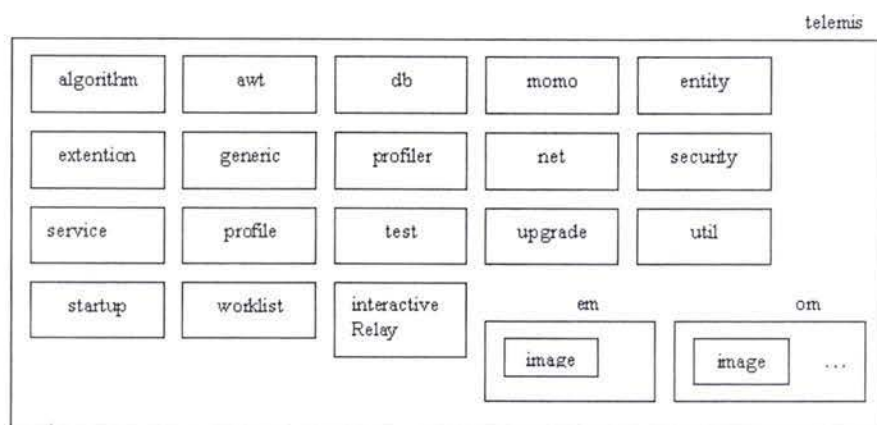 telemis
algorithm
awt
db
momo
entity
extention
generic
profiler
net
security
service
profile
test
upgrade
util
startup
worklist
interactive
Relay
em
om
image
image ...